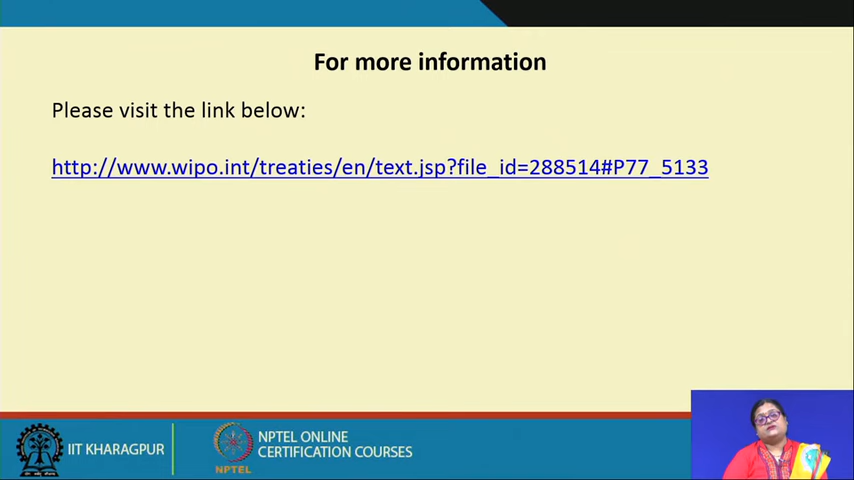 For more information
Please visit the link below:
http://www.wipo.int/treaties/en/text.jsp?file_id=288514#P77_5133
IIT KHARAGPUR
NPTEL
NPTEL ONLINE
CERTIFICATION COURSES